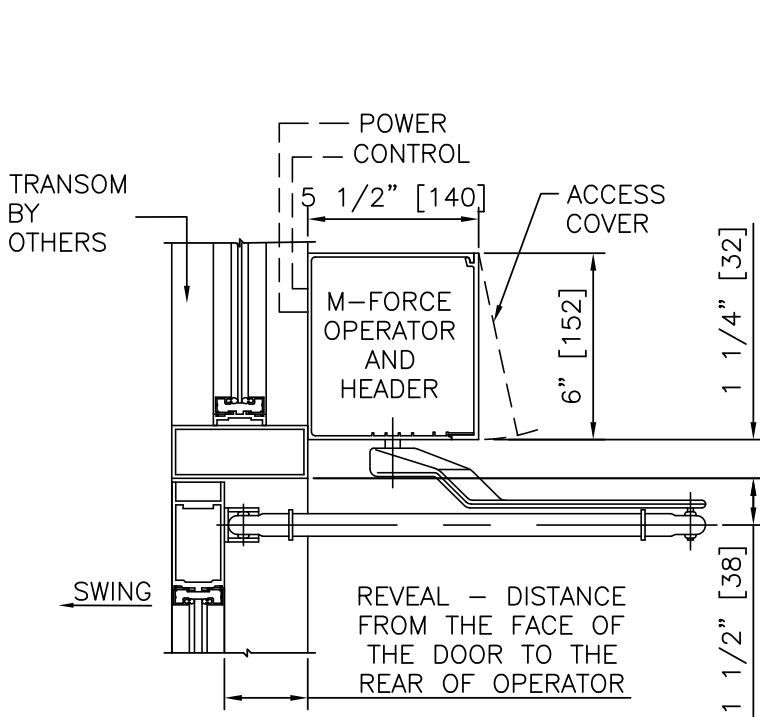 POWER
CONTROL
TRANSOM
BY
OTHERS
5 1/2" [140]
ACCESS
COVER
M-FORCE
OPERATOR
AND
HEADER
6" [152]
1 1/4" [32]
SWING
REVEAL - DISTANCE
FROM THE FACE OF
THE DOOR TO THE
REAR OF OPERATOR
1 1/2" [38]